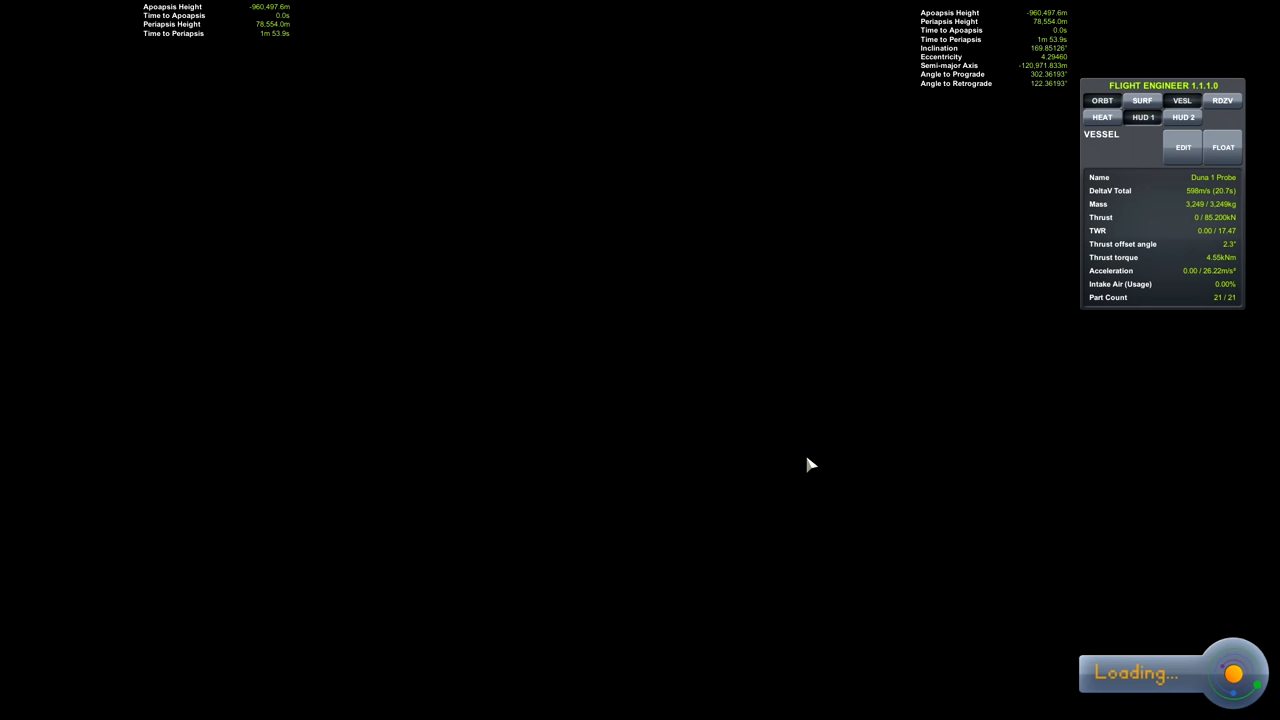 Apoapsis Height -960,497.6m
Time to Apoapsis 0.0s
Periapsis Height 78,554.0m
Time to Periapsis 1m 53.9s
Apoapsis Height -960,497.6m
Periapsis Height 78,554.0m
Time to Apoapsis 0.0s
Time to Periapsis 1m 53.9s
Inclination 169.85126°
Eccentricity 4.29460
Semi-major Axis -120,971.833m
Angle to Prograde 302.36193°
Angle to Retrograde 122.36193°
FLIGHT ENGINEER 1.1.1.0
ORBT SURF VESL RDZV
HEAT HUD 1 HUD 2
VESSEL
EDIT FLOAT
Name Duna 1 Probe
DeltaV Total 598m/s (20.7s)
Mass 3,249 / 3,249kg
Thrust 0 / 85.200kN
TWR 0.00 / 17.47
Thrust offset angle 2.3°
Thrust torque 4.55kNm
Acceleration 0.00 / 26.22m/s²
Intake Air (Usage) 0.00%
Part Count 21 / 21
Loading...